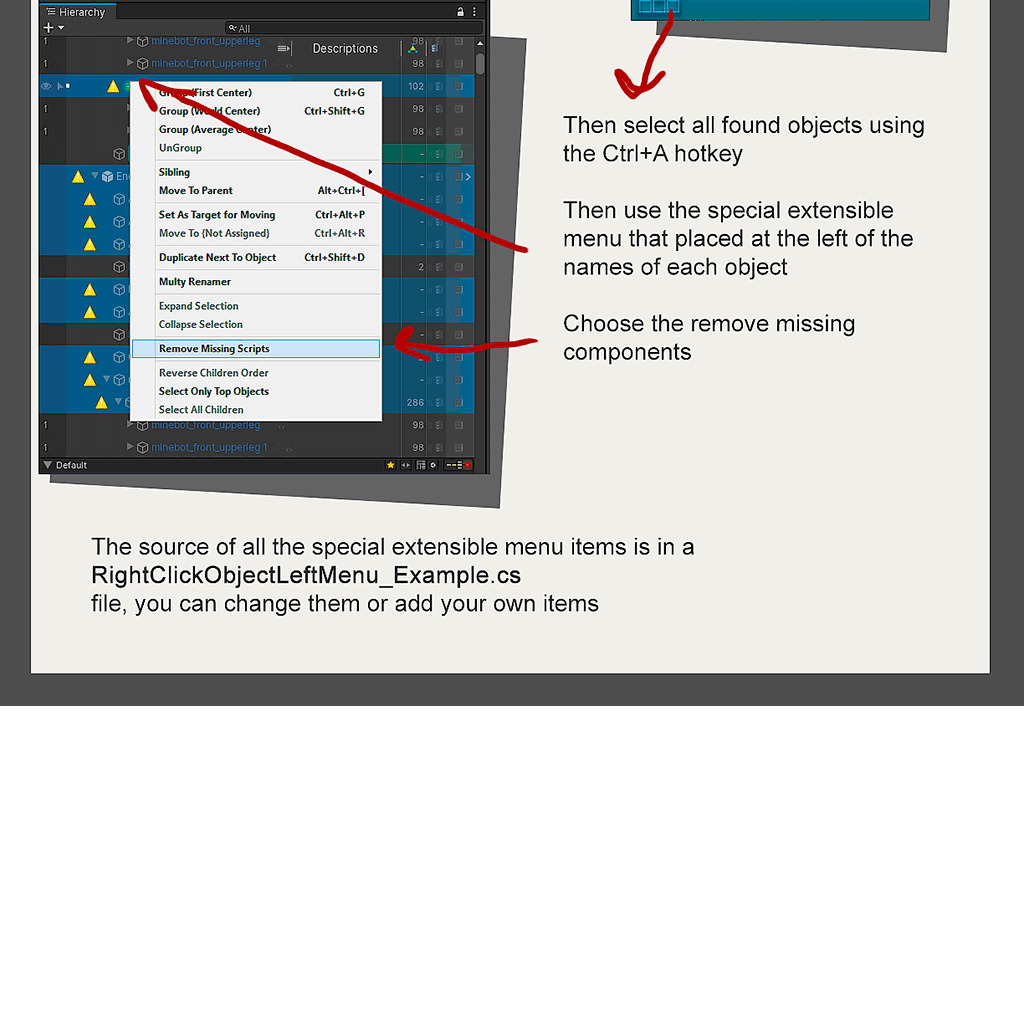 Hierarchy
All
minebot_front_upperleg
98
Descriptions
1 minebot_front_upperleg 1 98
102
Group (First Center) Ctrl+G
Group (World Center) Ctrl+Shift+G
1 98
Group (Average Center)
1 98
UnGroup
-
Sibling
Move To Parent Alt+Ctrl+[
Set As Target for Moving Ctrl+Alt+P
Move To (Not Assigned) Ctrl+Alt+R
Duplicate Next To Object Ctrl+Shift+D
2
Multy Renamer
Expand Selection
Collapse Selection
Remove Missing Scripts
Reverse Children Order
Select Only Top Objects
286
Select All Children
1 minebot_front_upperleg 98
1 minebot_front_upperleg 1 98
Default
Then select all found objects using
the Ctrl+A hotkey
Then use the special extensible
menu that placed at the left of the
names of each object
Choose the remove missing
components
The source of all the special extensible menu items is in a
RightClickObjectLeftMenu_Example.cs
file, you can change them or add your own items